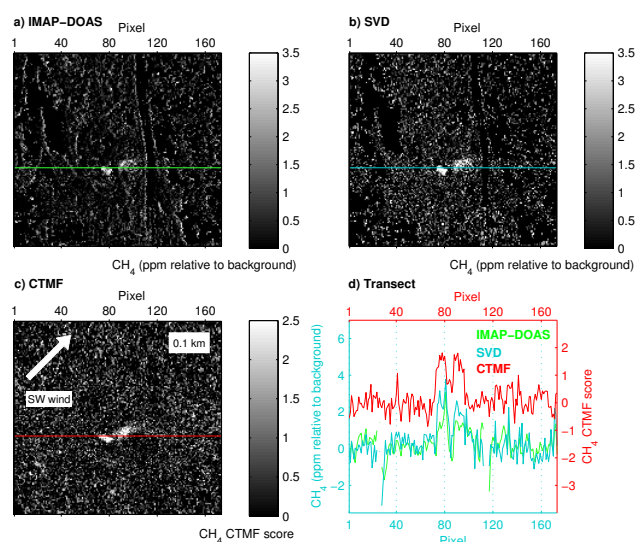 a) IMAP-DOAS
Pixel
1 40 80 120 160
3.5
3
2.5
2
1.5
1
0.5
0
CH4 (ppm relative to background)
b) SVD
Pixel
1 40 80 120 160
3.5
3
2.5
2
1.5
1
0.5
0
CH4 (ppm relative to background)
c) CTMF
Pixel
1 40 80 120 160
SW wind
0.1 km
2.5
2
1.5
1
0.5
0
CH4 CTMF score
d) Transect
Pixel
1 40 80 120 160
IMAP-DOAS
SVD
CTMF
CH4 (ppm relative to background)
6
4
2
0
−2
2
1
0
−1
−2
−3
CH4 CTMF score
1 40 80 120 160
Pixel